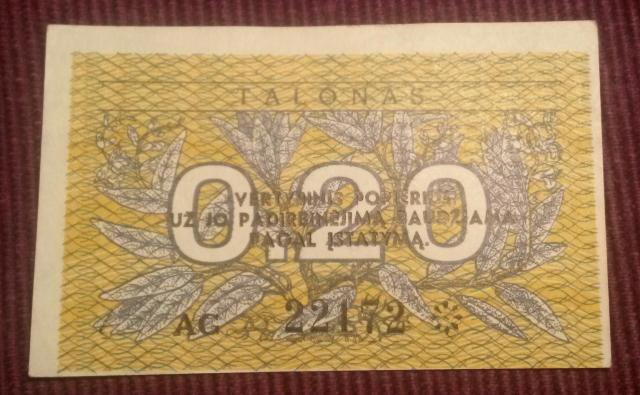 TALONAS
0.20
VERTYBINIS POPIERIUS
UŽ JO PADIRBINĖJIMĄ BAUDŽIAMA
PAGAL ĮSTATYMĄ.
AG 22172